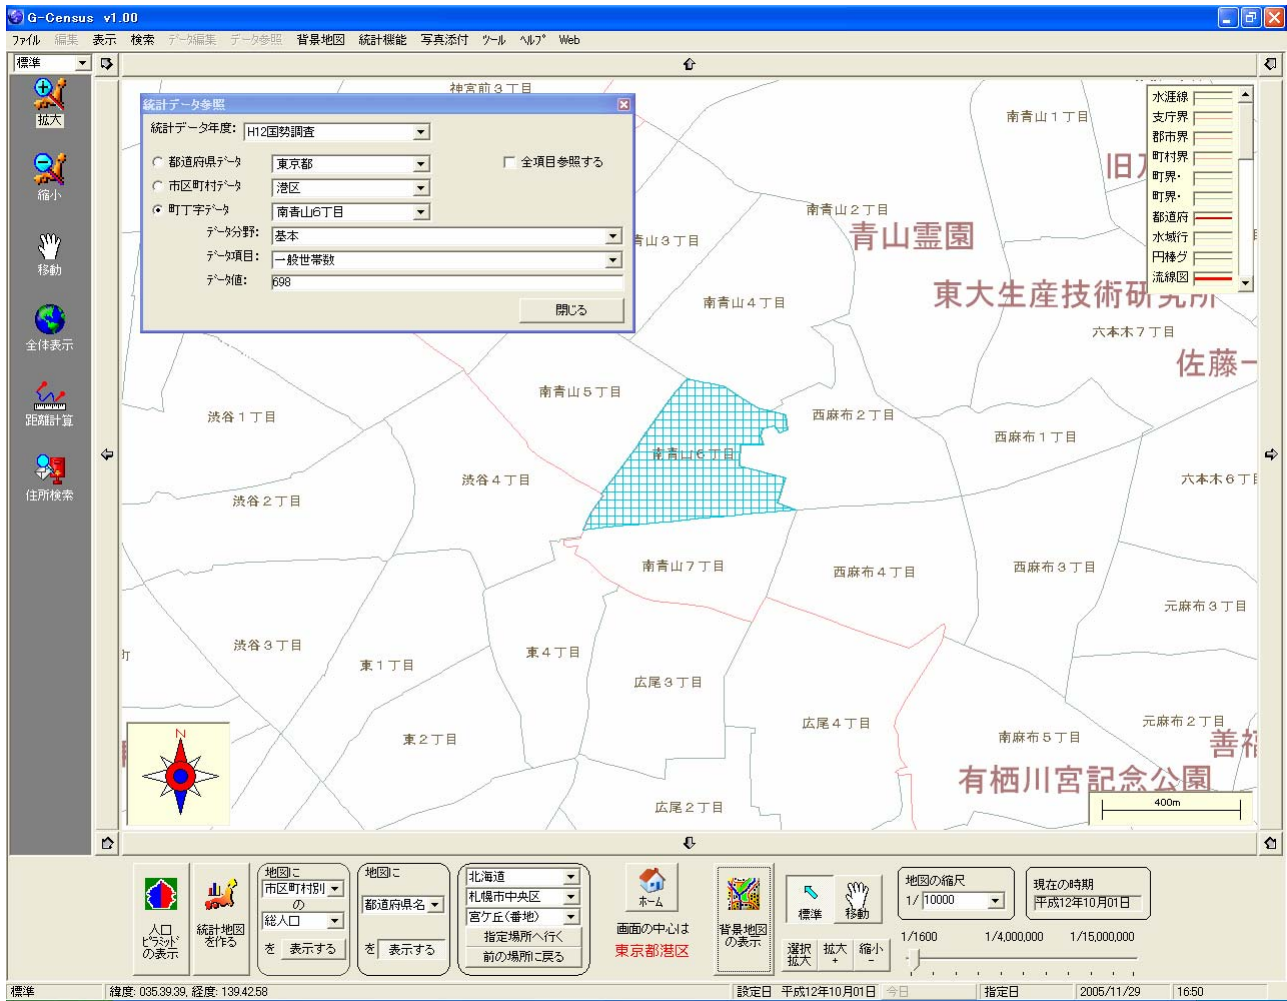 G-Census v1.00
ファイル 編集 表示 検索 データ編集 データ参照 背景地図 統計機能 写真添付 ツール ヘルプ Web
標準
拡大
縮小
移動
全体表示
距離計算
住所検索
統計データ参照
統計データ年度: H12国勢調査
都道府県データ 東京都 全項目参照する
市区町村データ 港区
町丁字データ 南青山6丁目
データ分野: 基本
データ項目: 一般世帯数
データ値: 698
閉じる
水涯線
支庁界
郡市界
町村界
町界・
町界・
都道府
水域行
円棒グ
流線図
神宮前3丁目
南青山1丁目
南青山2丁目
青山霊園
青山3丁目
南青山4丁目
東大生産技術研究所
六本木7丁目
佐藤一
南青山5丁目
渋谷1丁目
西麻布2丁目
西麻布1丁目
南青山6丁目
渋谷4丁目
六本木6丁目
渋谷2丁目
南青山7丁目
西麻布4丁目
西麻布3丁目
元麻布3丁目
渋谷3丁目
東1丁目
東4丁目
広尾3丁目
広尾4丁目
元麻布2丁目
東2丁目
南麻布5丁目
善福
有栖川宮記念公園
広尾2丁目
N
400m
人口ピラミッドの表示
統計地図を作る
地図に
市区町村別
の
総人口
を 表示する
地図に
都道府県名
を 表示する
北海道
札幌市中央区
宮ケ丘(番地)
指定場所へ行く
前の場所に戻る
ホーム
画面の中心は
東京都港区
背景地図の表示
標準 移動
選択拡大 拡大+ 縮小-
地図の縮尺
1/ 10000
現在の時期
平成12年10月01日
1/1600 1/4,000,000 1/15,000,000
標準 緯度: 035.39.39, 経度: 139.42.58 設定日 平成12年10月01日 今日 指定日 2005/11/29 16:50